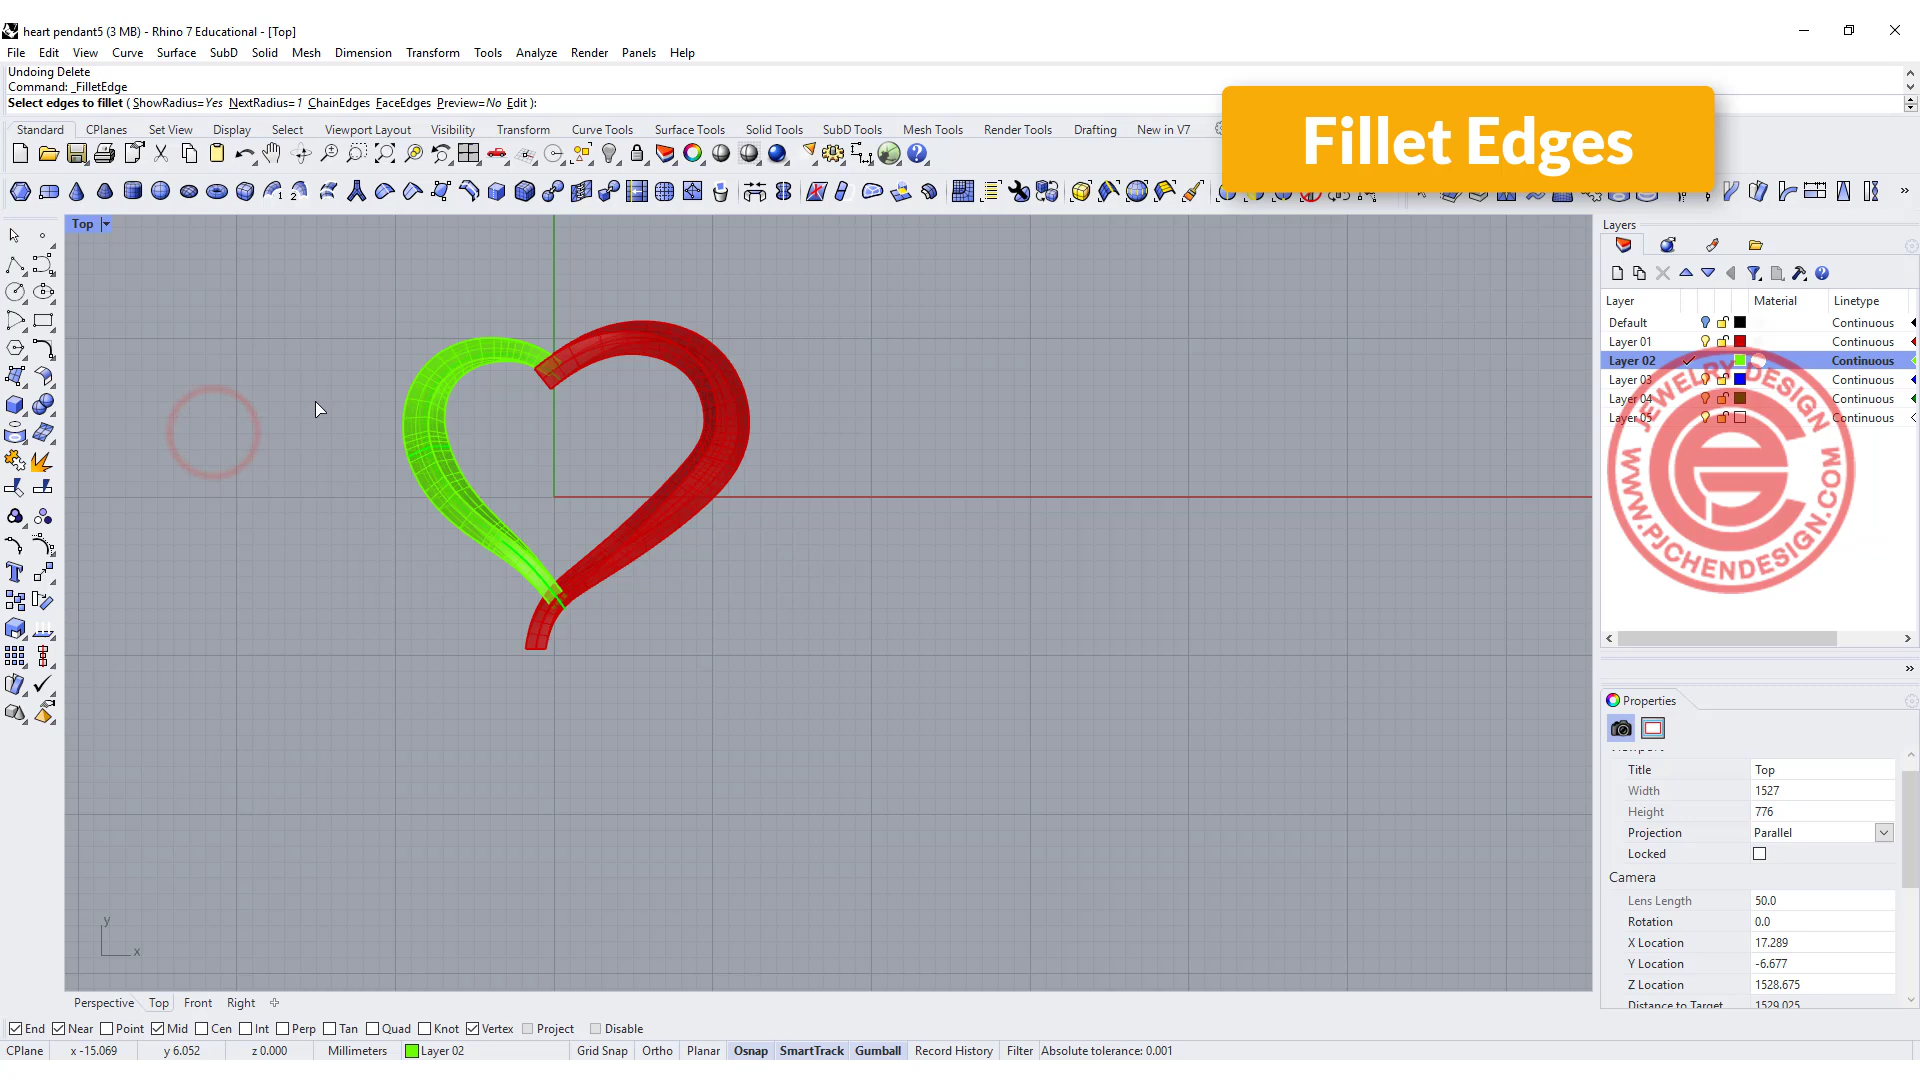 heart pendant5 (3 MB) - Rhino 7 Educational - [Top]
File Edit View Curve Surface SubD Solid Mesh Dimension Transform Tools Analyze Render Panels Help
Undoing Delete
Command: _FilletEdge
Select edges to fillet ( ShowRadius=Yes NextRadius=1 ChainEdges FaceEdges Preview=No Edit ):
Fillet Edges
Standard CPlanes Set View Display Select Viewport Layout Visibility Transform Curve Tools Surface Tools Solid Tools SubD Tools Mesh Tools Render Tools Drafting New in V7
Top
Layers
Layer Material Linetype
Default Continuous
Layer 01 Continuous
Layer 02 Continuous
Layer 03 Continuous
Layer 04 Continuous
Layer 05 Continuous
JEWELRY DESIGN
WWW.PJCHENDESIGN.COM
Properties
Viewport
Title Top
Width 1527
Height 776
Projection Parallel
Locked
Camera
Lens Length 50.0
Rotation 0.0
X Location 17.289
Y Location -6.677
Z Location 1528.675
Distance to Target 1529.025
y
x
Perspective Top Front Right
End Near Point Mid Cen Int Perp Tan Quad Knot Vertex Project Disable
CPlane x -15.069 y 6.052 z 0.000 Millimeters Layer 02 Grid Snap Ortho Planar Osnap SmartTrack Gumball Record History Filter Absolute tolerance: 0.001